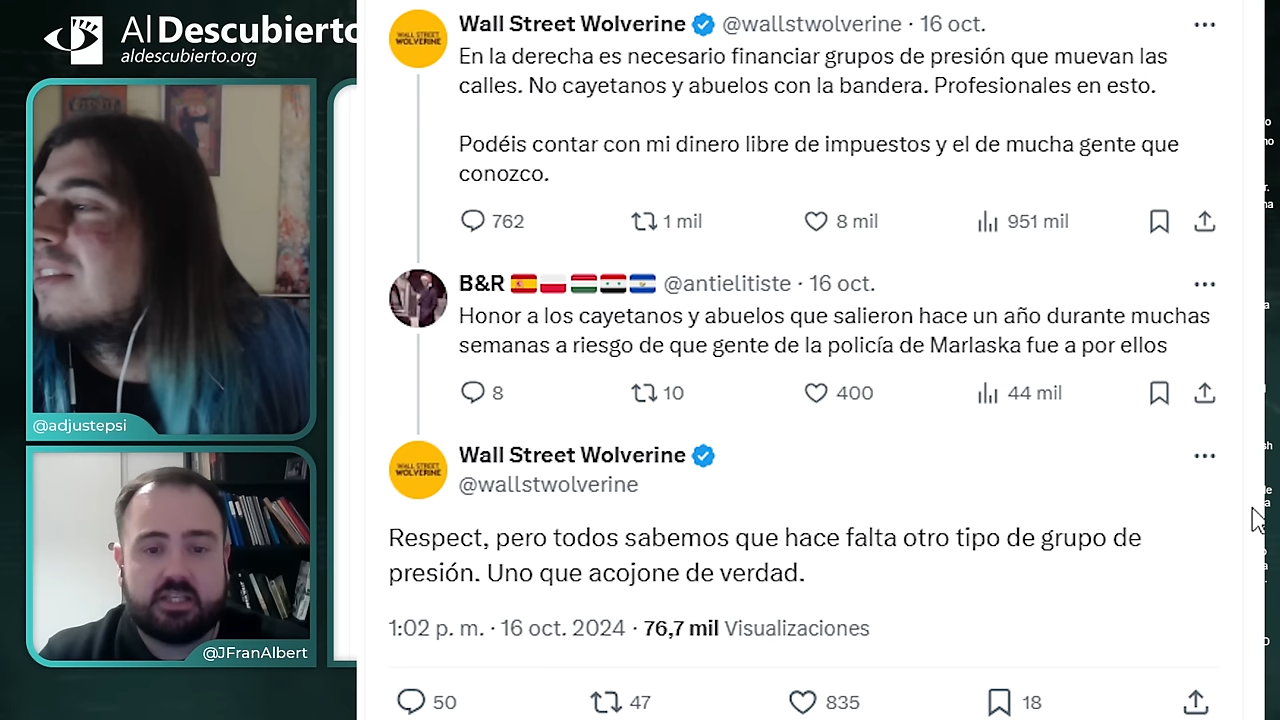 Al Descubierto
aldescubierto.org
@adjustepsi
@JFranAlbert
WALL STREET
WOLVERINE
Wall Street Wolverine @wallstwolverine · 16 oct.
En la derecha es necesario financiar grupos de presión que muevan las
calles. No cayetanos y abuelos con la bandera. Profesionales en esto.
Podéis contar con mi dinero libre de impuestos y el de mucha gente que
conozco.
762 1 mil 8 mil 951 mil
B&R @antielitiste · 16 oct.
Honor a los cayetanos y abuelos que salieron hace un año durante muchas
semanas a riesgo de que gente de la policía de Marlaska fue a por ellos
8 10 400 44 mil
WALL STREET
WOLVERINE
Wall Street Wolverine
@wallstwolverine
Respect, pero todos sabemos que hace falta otro tipo de grupo de
presión. Uno que acojone de verdad.
1:02 p. m. · 16 oct. 2024 · 76,7 mil Visualizaciones
50 47 835 18